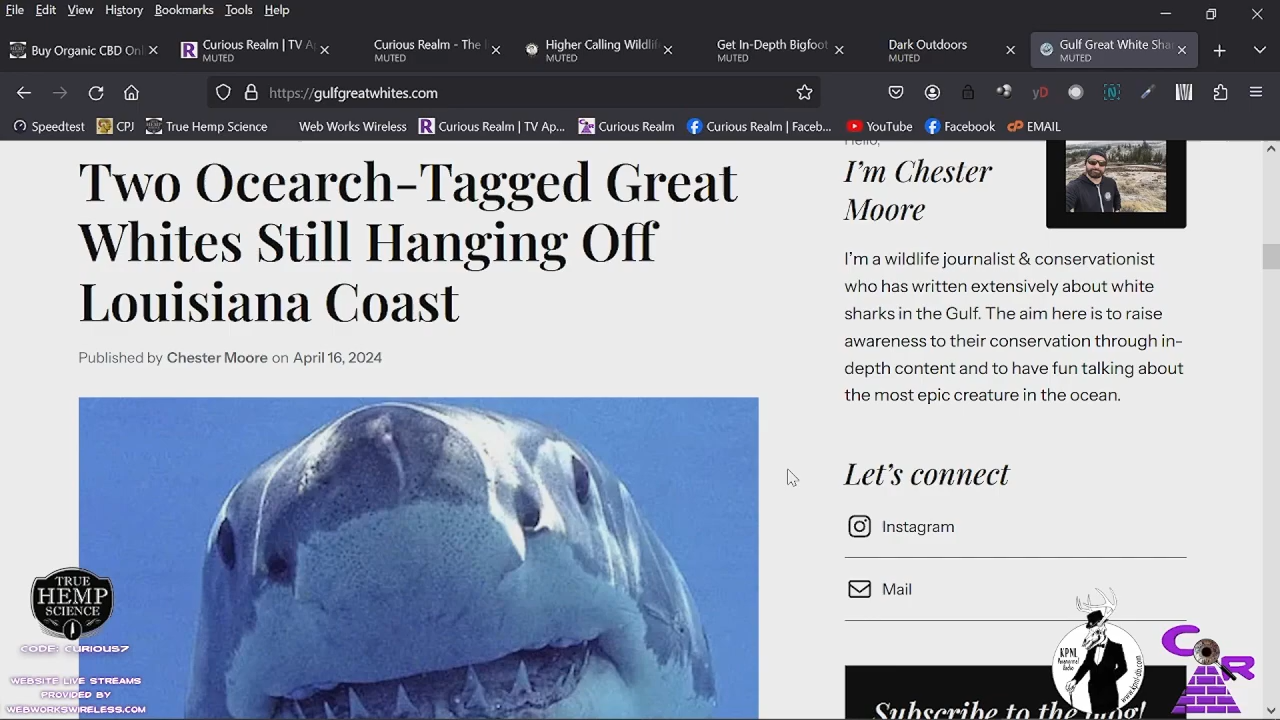 File Edit View History Bookmarks Tools Help
Buy Organic CBD Onl
Curious Realm | TV A
MUTED
Curious Realm - The
MUTED
Higher Calling Wildlif
MUTED
Get In-Depth Bigfoot
MUTED
Dark Outdoors
MUTED
Gulf Great White Sha
MUTED
https://gulfgreatwhites.com
yD
N
Speedtest CPJ True Hemp Science Web Works Wireless Curious Realm | TV Ap... Curious Realm Curious Realm | Faceb... YouTube Facebook EMAIL
Two Ocearch-Tagged Great
Whites Still Hanging Off
Louisiana Coast
Published by Chester Moore on April 16, 2024
Hello,
I'm Chester
Moore
I'm a wildlife journalist & conservationist
who has written extensively about white
sharks in the Gulf. The aim here is to raise
awareness to their conservation through in-
depth content and to have fun talking about
the most epic creature in the ocean.
Let's connect
Instagram
Mail
Subscribe to the blog!
TRUE
HEMP
SCIENCE
CODE: CURIOUS7
WEBSITE LIVE STREAMS
PROVIDED BY
WEBWORKSWIRELESS.COM
KPNL
Paranormal
Radio
C R